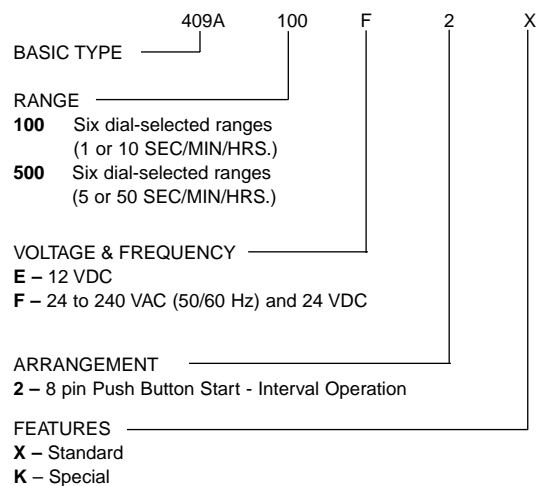 409A 100 F 2 X
BASIC TYPE
RANGE
100 Six dial-selected ranges
(1 or 10 SEC/MIN/HRS.)
500 Six dial-selected ranges
(5 or 50 SEC/MIN/HRS.)
VOLTAGE & FREQUENCY
E – 12 VDC
F – 24 to 240 VAC (50/60 Hz) and 24 VDC
ARRANGEMENT
2 – 8 pin Push Button Start - Interval Operation
FEATURES
X – Standard
K – Special